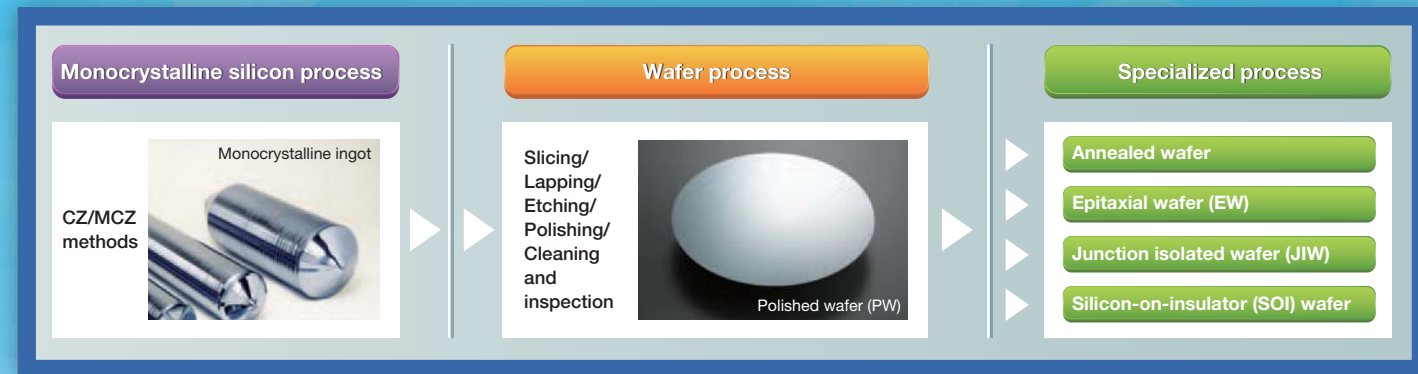 Monocrystalline silicon process
Monocrystalline ingot
CZ/MCZ
methods
Wafer process
Slicing/
Lapping/
Etching/
Polishing/
Cleaning
and
inspection
Polished wafer (PW)
Specialized process
Annealed wafer
Epitaxial wafer (EW)
Junction isolated wafer (JIW)
Silicon-on-insulator (SOI) wafer